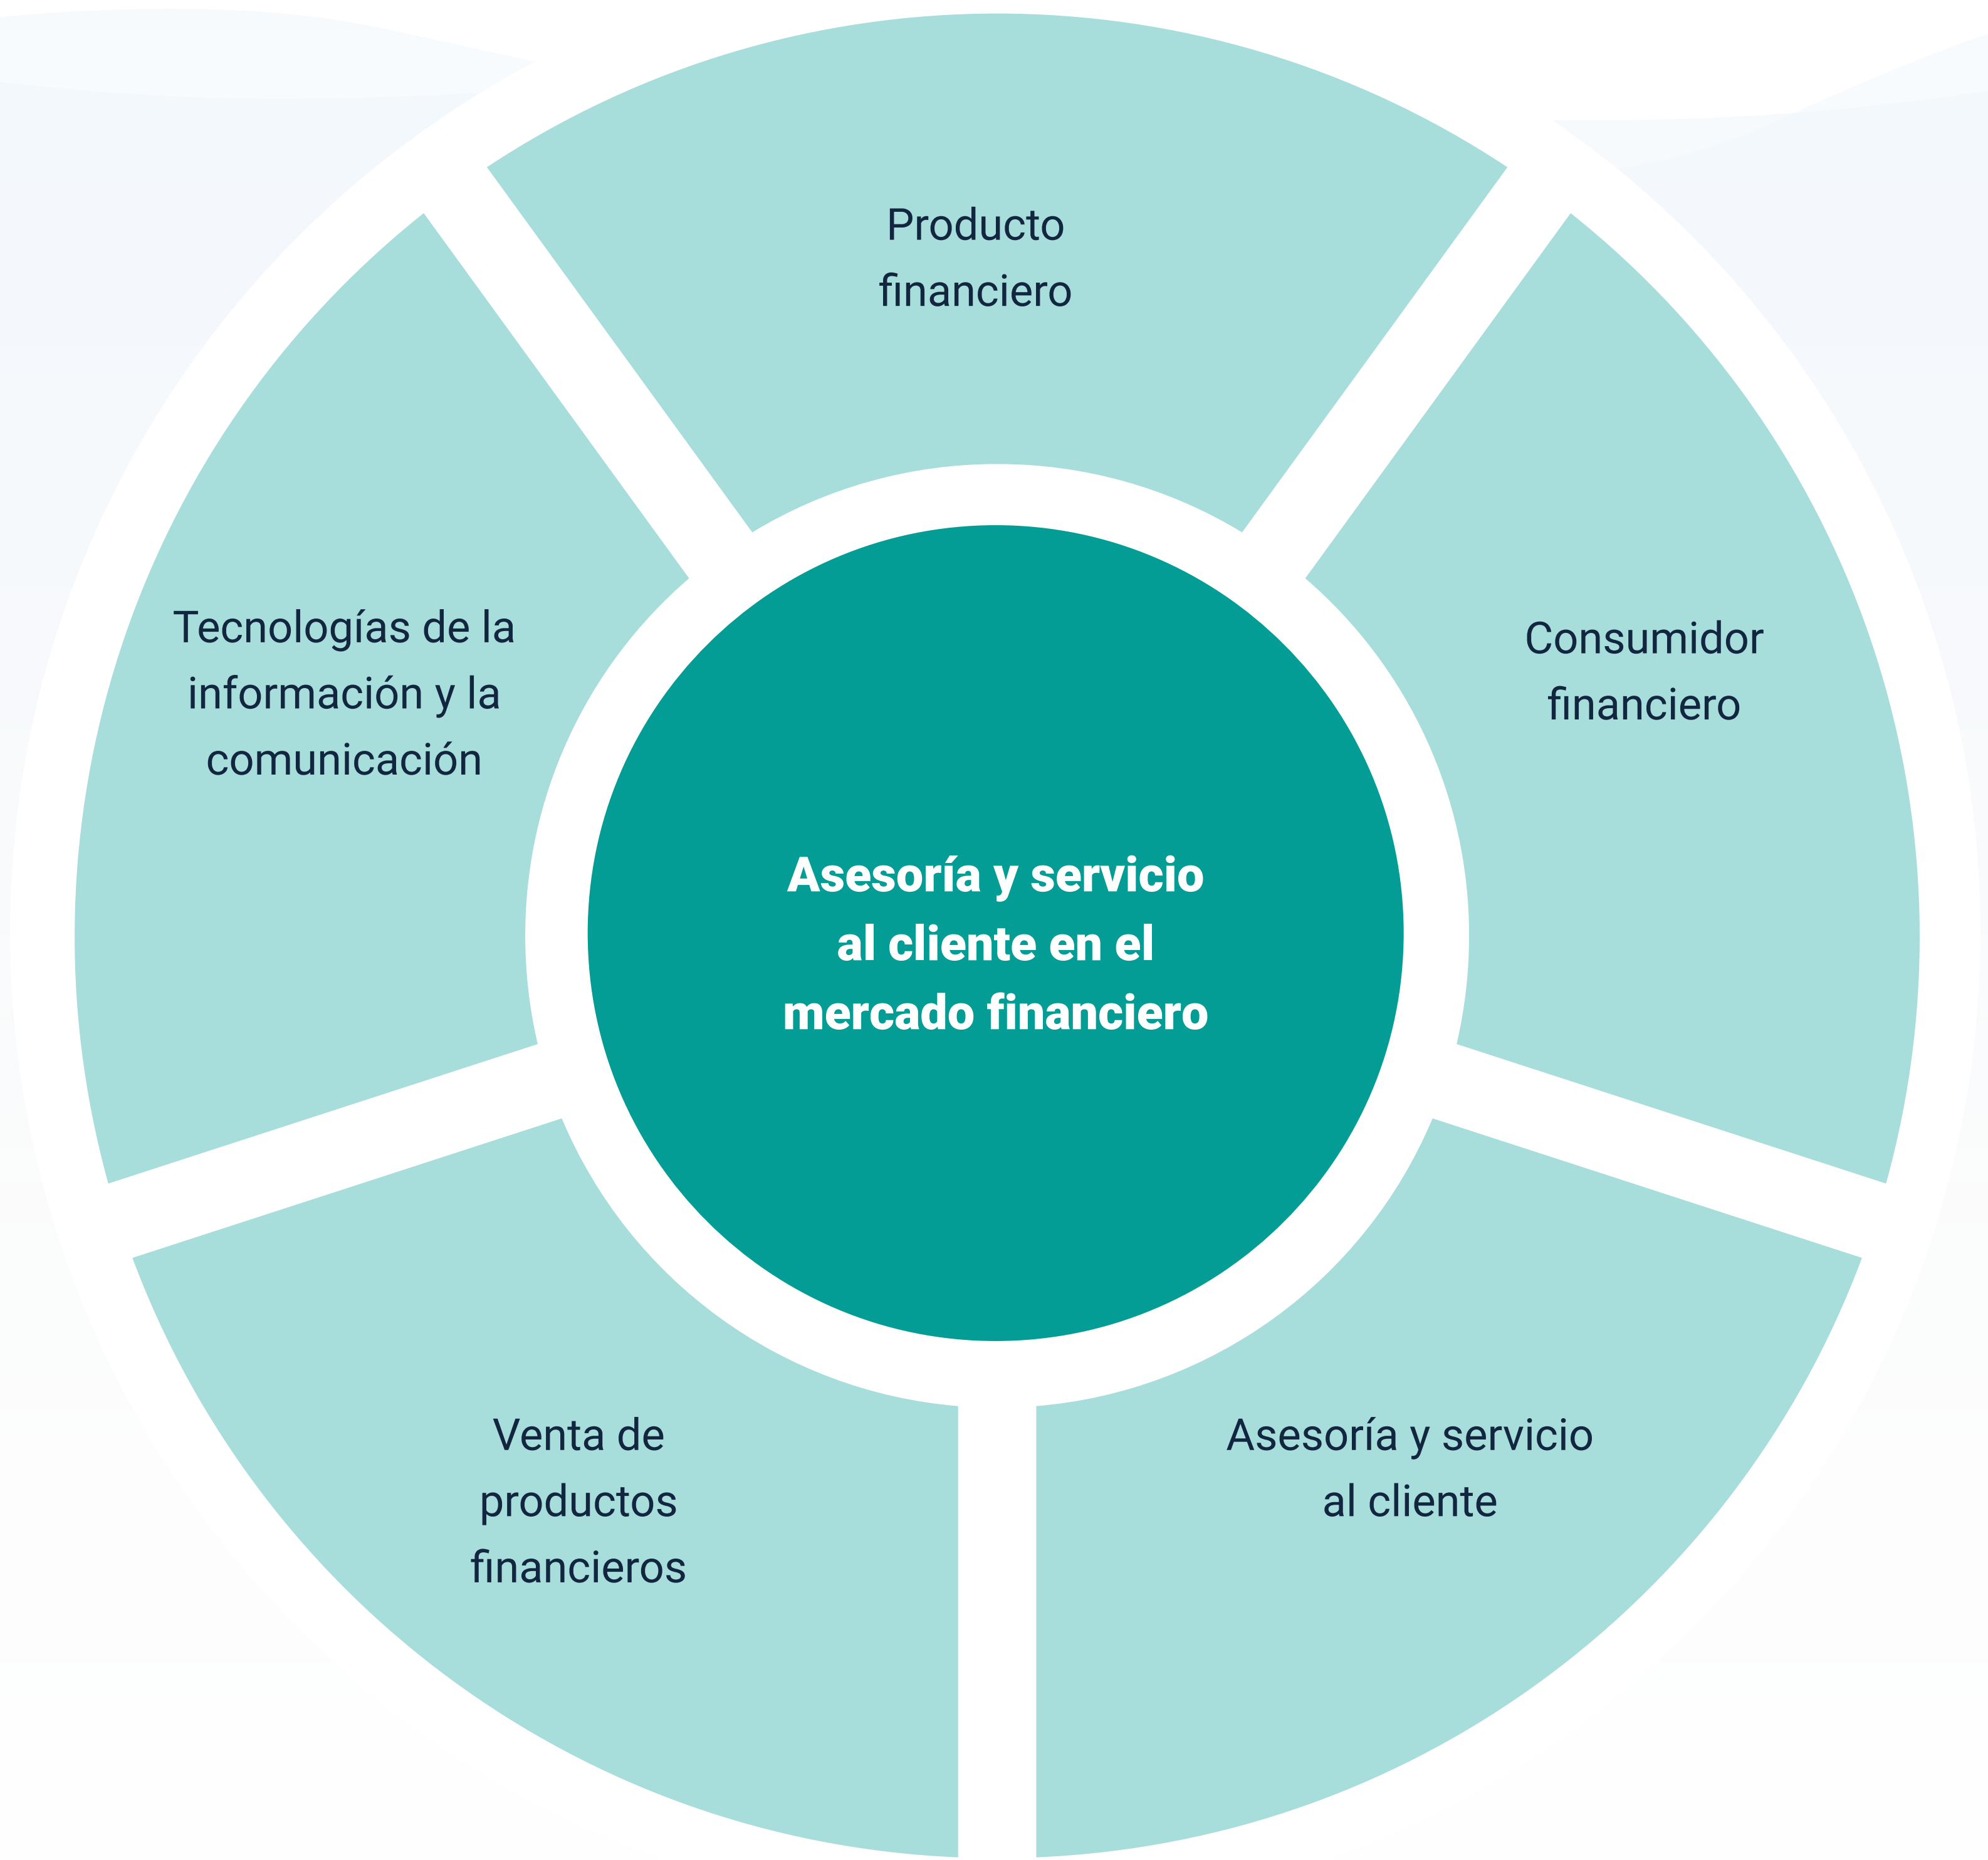 Producto
financiero
Tecnologías de la
información y la
comunicación
Consumidor
financiero
Asesoría y servicio
al cliente en el
mercado financiero
Venta de
productos
financieros
Asesoría y servicio
al cliente